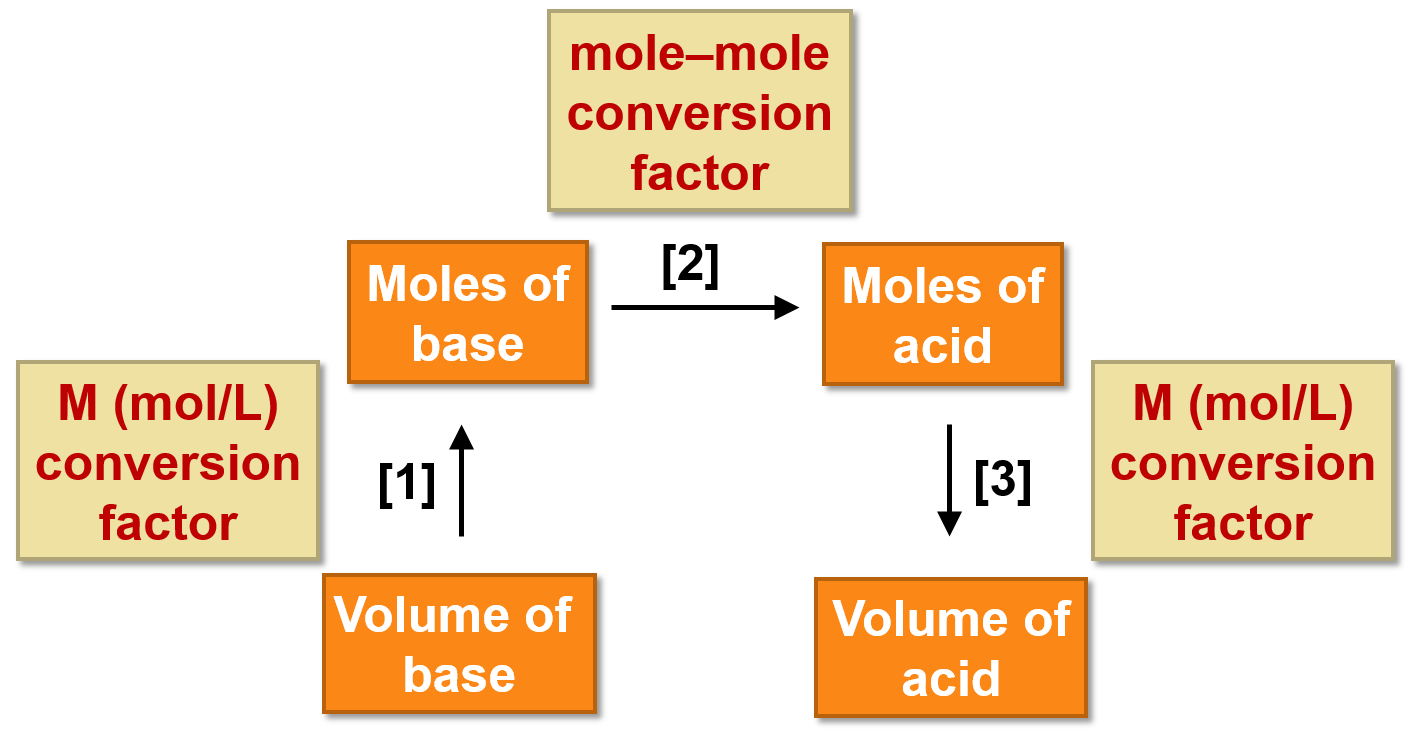 mole–mole
conversion
factor
[2]
Moles of
base
Moles of
acid
M (mol/L)
conversion
factor
[1]
[3]
M (mol/L)
conversion
factor
Volume of
base
Volume of
acid